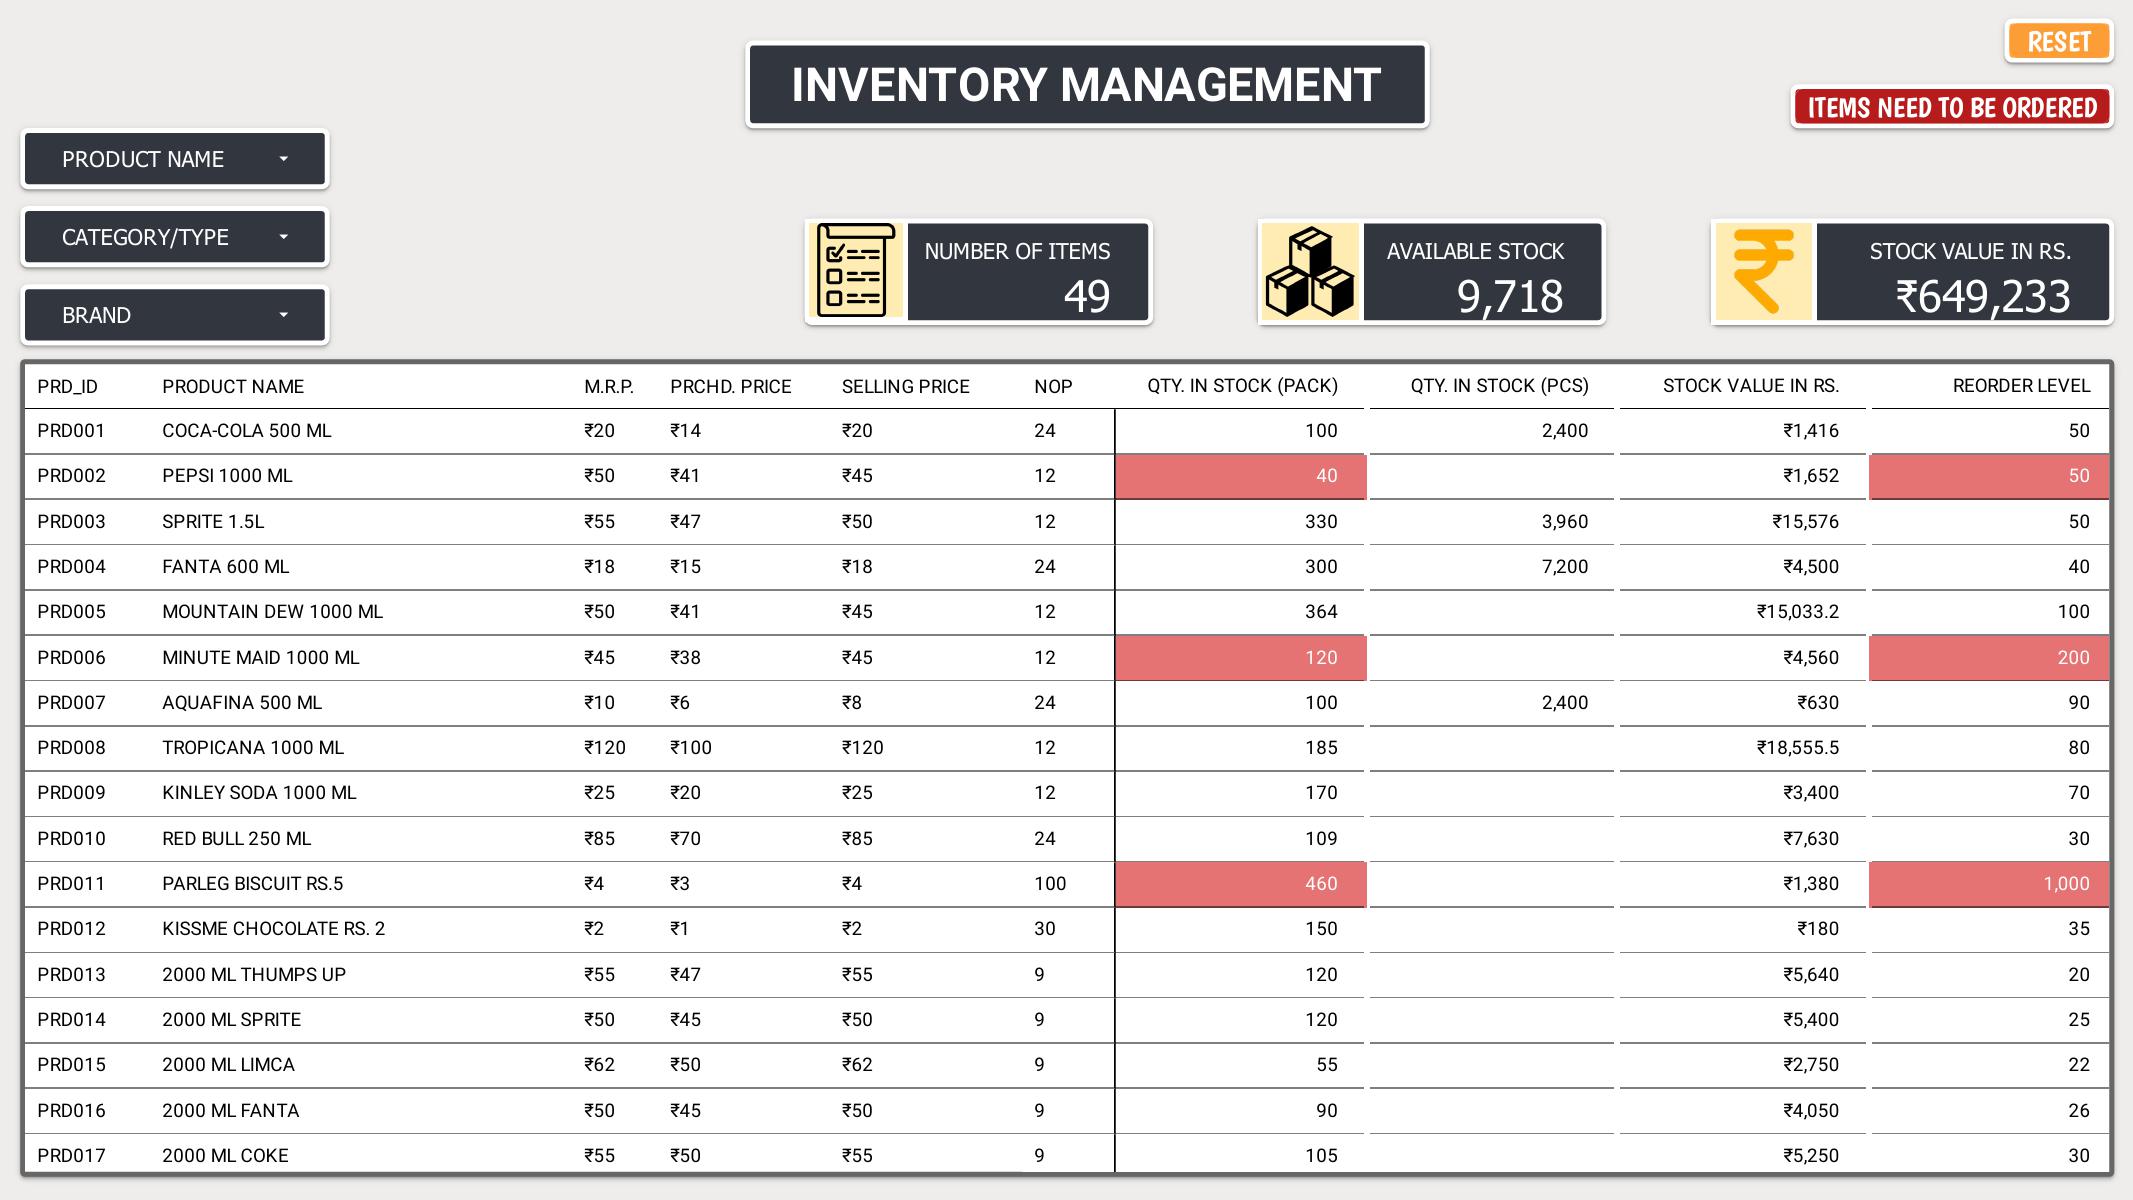 RESET
INVENTORY MANAGEMENT
ITEMS NEED TO BE ORDERED
PRODUCT NAME
CATEGORY/TYPE
BRAND
NUMBER OF ITEMS
49
AVAILABLE STOCK
9,718
STOCK VALUE IN RS.
₹649,233
PRD_ID PRODUCT NAME M.R.P. PRCHD. PRICE SELLING PRICE NOP QTY. IN STOCK (PACK) QTY. IN STOCK (PCS) STOCK VALUE IN RS. REORDER LEVEL
PRD001 COCA-COLA 500 ML ₹20 ₹14 ₹20 24 100 2,400 ₹1,416 50
PRD002 PEPSI 1000 ML ₹50 ₹41 ₹45 12 40 ₹1,652 50
PRD003 SPRITE 1.5L ₹55 ₹47 ₹50 12 330 3,960 ₹15,576 50
PRD004 FANTA 600 ML ₹18 ₹15 ₹18 24 300 7,200 ₹4,500 40
PRD005 MOUNTAIN DEW 1000 ML ₹50 ₹41 ₹45 12 364 ₹15,033.2 100
PRD006 MINUTE MAID 1000 ML ₹45 ₹38 ₹45 12 120 ₹4,560 200
PRD007 AQUAFINA 500 ML ₹10 ₹6 ₹8 24 100 2,400 ₹630 90
PRD008 TROPICANA 1000 ML ₹120 ₹100 ₹120 12 185 ₹18,555.5 80
PRD009 KINLEY SODA 1000 ML ₹25 ₹20 ₹25 12 170 ₹3,400 70
PRD010 RED BULL 250 ML ₹85 ₹70 ₹85 24 109 ₹7,630 30
PRD011 PARLEG BISCUIT RS.5 ₹4 ₹3 ₹4 100 460 ₹1,380 1,000
PRD012 KISSME CHOCOLATE RS. 2 ₹2 ₹1 ₹2 30 150 ₹180 35
PRD013 2000 ML THUMPS UP ₹55 ₹47 ₹55 9 120 ₹5,640 20
PRD014 2000 ML SPRITE ₹50 ₹45 ₹50 9 120 ₹5,400 25
PRD015 2000 ML LIMCA ₹62 ₹50 ₹62 9 55 ₹2,750 22
PRD016 2000 ML FANTA ₹50 ₹45 ₹50 9 90 ₹4,050 26
PRD017 2000 ML COKE ₹55 ₹50 ₹55 9 105 ₹5,250 30